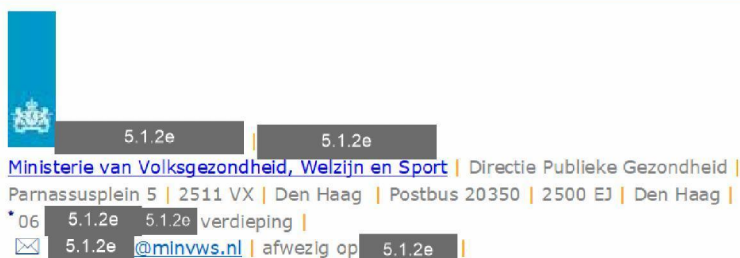 5.1.2e | 5.1.2e
Ministerie van Volksgezondheid, Welzijn en Sport | Directie Publieke Gezondheid |
Parnassusplein 5 | 2511 VX | Den Haag | Postbus 20350 | 2500 EJ | Den Haag |
* 06 5.1.2e 5.1.2e verdieping |
5.1.2e @minvws.nl | afwezig op 5.1.2e |